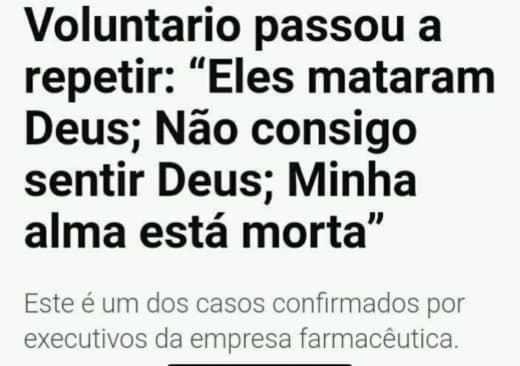 Voluntario passou a
repetir: “Eles mataram
Deus; Não consigo
sentir Deus; Minha
alma está morta”
Este é um dos casos confirmados por
executivos da empresa farmacêutica.